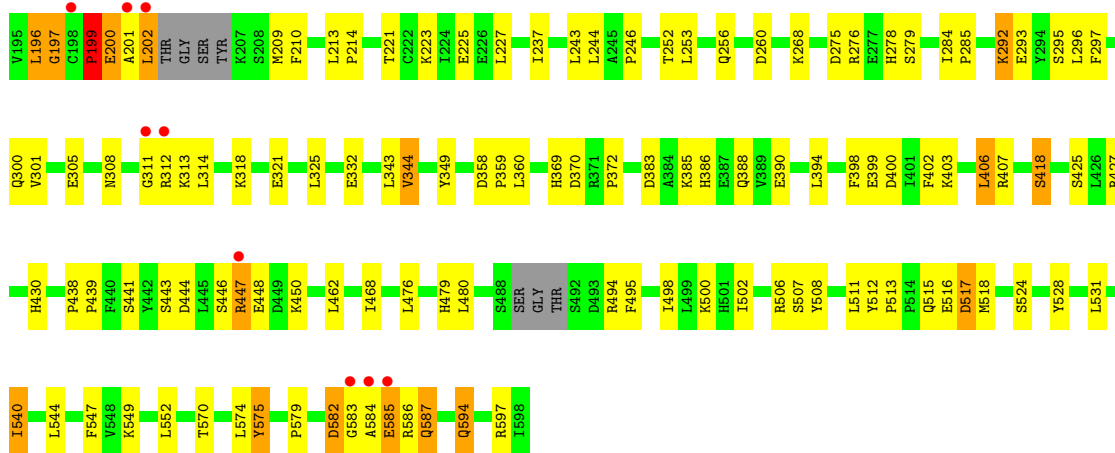 V195 L196 G197 C198 P199 E200 A201 L202 THR GLY SER TYR K207 S208 M209 F210 L213 P214 T221 C222 K223 I224 E225 E226 L227 I237 L243 L244 A245 P246 T252 L253 Q256 D260 K268 D275 R276 E277 H278 S279 I284 P285 K292 E293 Y294 S295 L296 F297
Q300 V301 E305 N308 G311 R312 K313 L314 K318 E321 L325 E332 L343 V344 Y349 D358 P359 L360 H369 D370 R371 P372 D383 A384 K385 H386 E387 Q388 V389 E390 L394 F398 E399 D400 I401 F402 K403 L406 R407 S418 S425 L426
H430 P438 P439 F440 S441 Y442 S443 D444 L445 S446 R447 E448 D449 K450 L462 I468 L476 H479 L480 S488 SER GLY THR S492 D493 R494 F495 I498 L499 K500 H501 I502 R506 S507 Y508 L511 Y512 P513 P514 Q515 E516 D517 M518 S524 Y528 L531
I540 L544 F547 V548 K549 L552 T570 L574 Y575 P579 D582 G583 A584 E585 R586 Q587 Q594 R597 I598